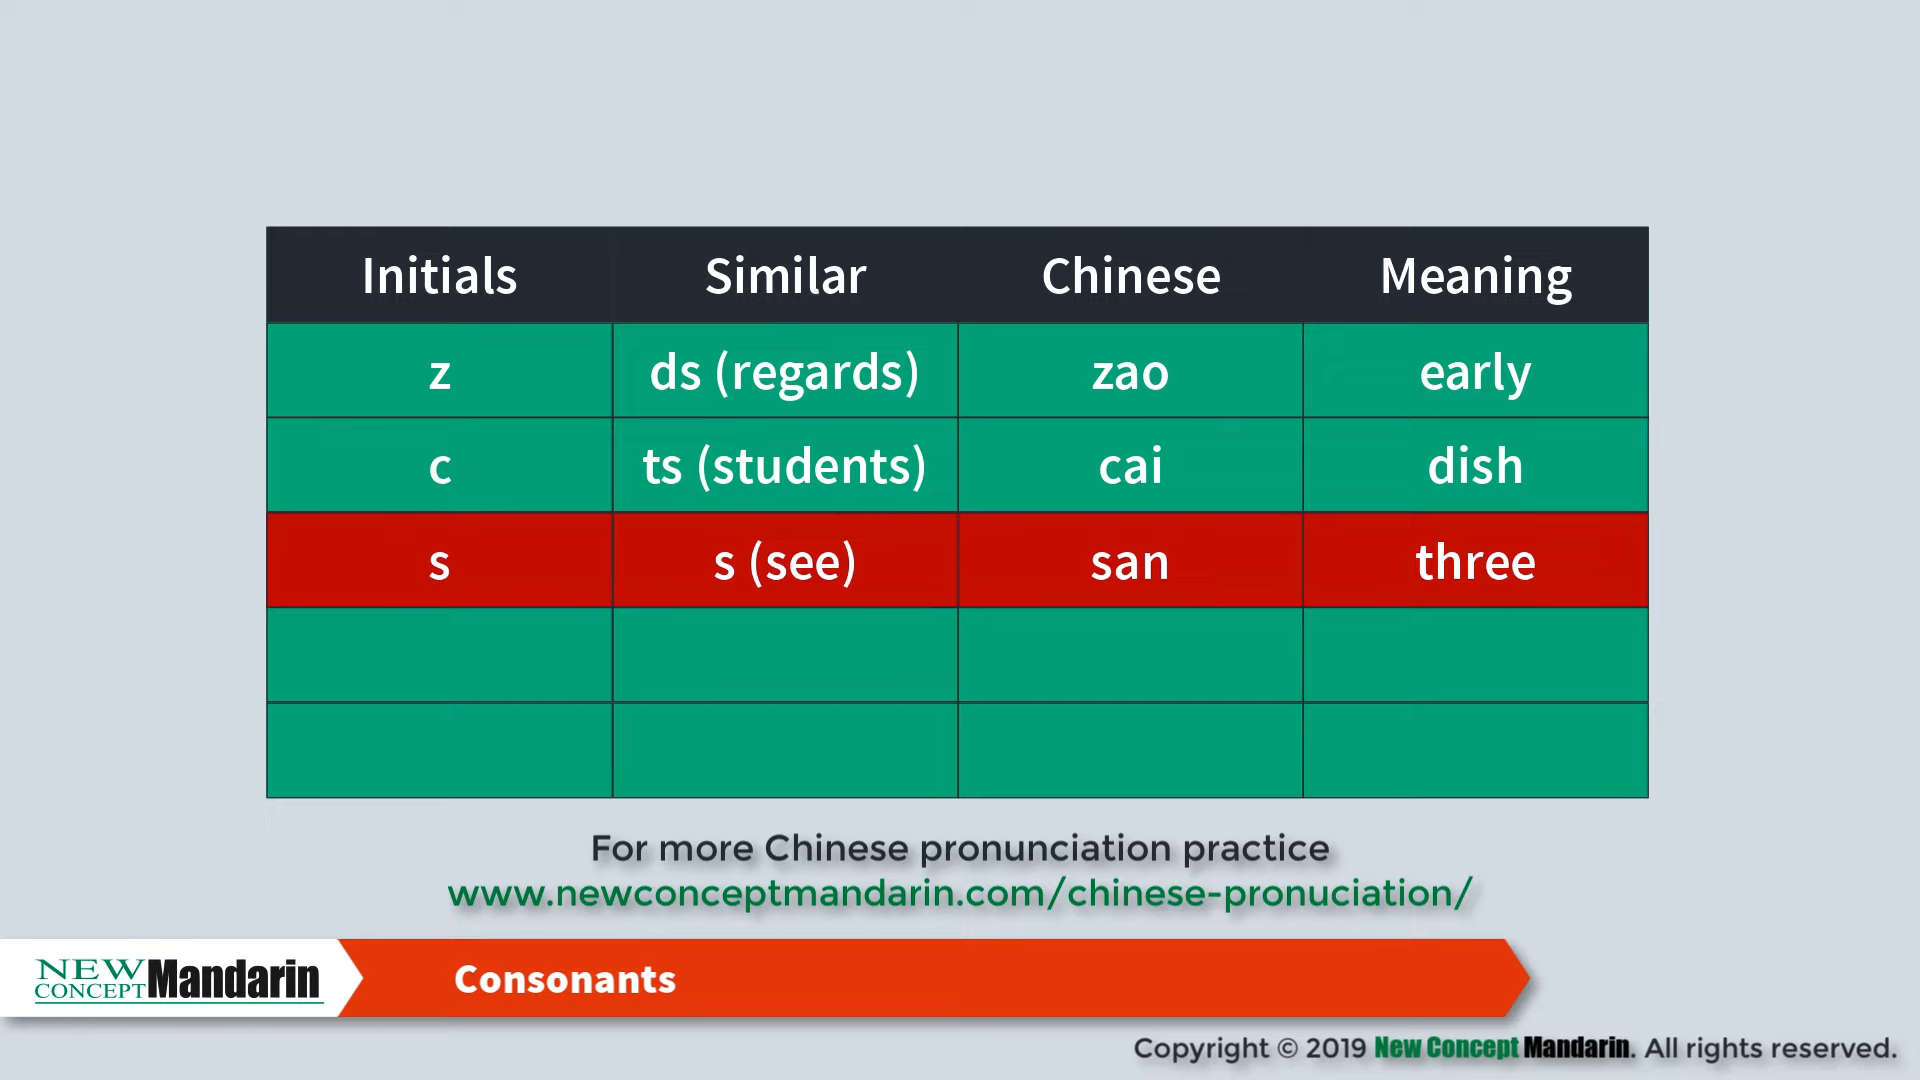 Initials Similar Chinese Meaning
z ds (regards) zao early
c ts (students) cai dish
s s (see) san three
For more Chinese pronunciation practice
www.newconceptmandarin.com/chinese-pronuciation/
NEW CONCEPT Mandarin
Consonants
Copyright © 2019 New Concept Mandarin. All rights reserved.